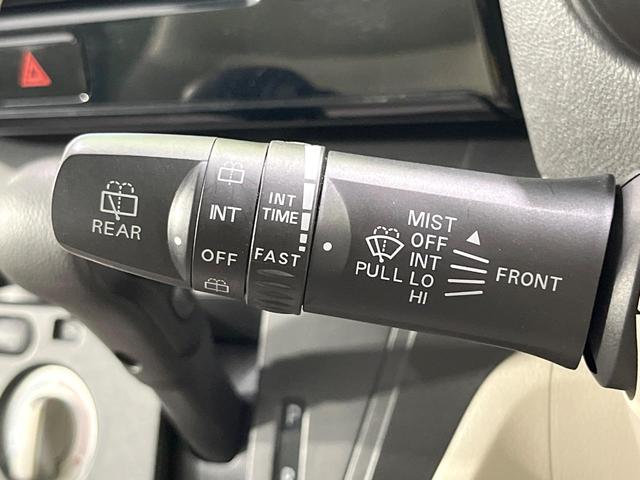 REAR
INT
OFF
INT
TIME
FAST
PULL
MIST
OFF
INT
LO
HI
FRONT
P